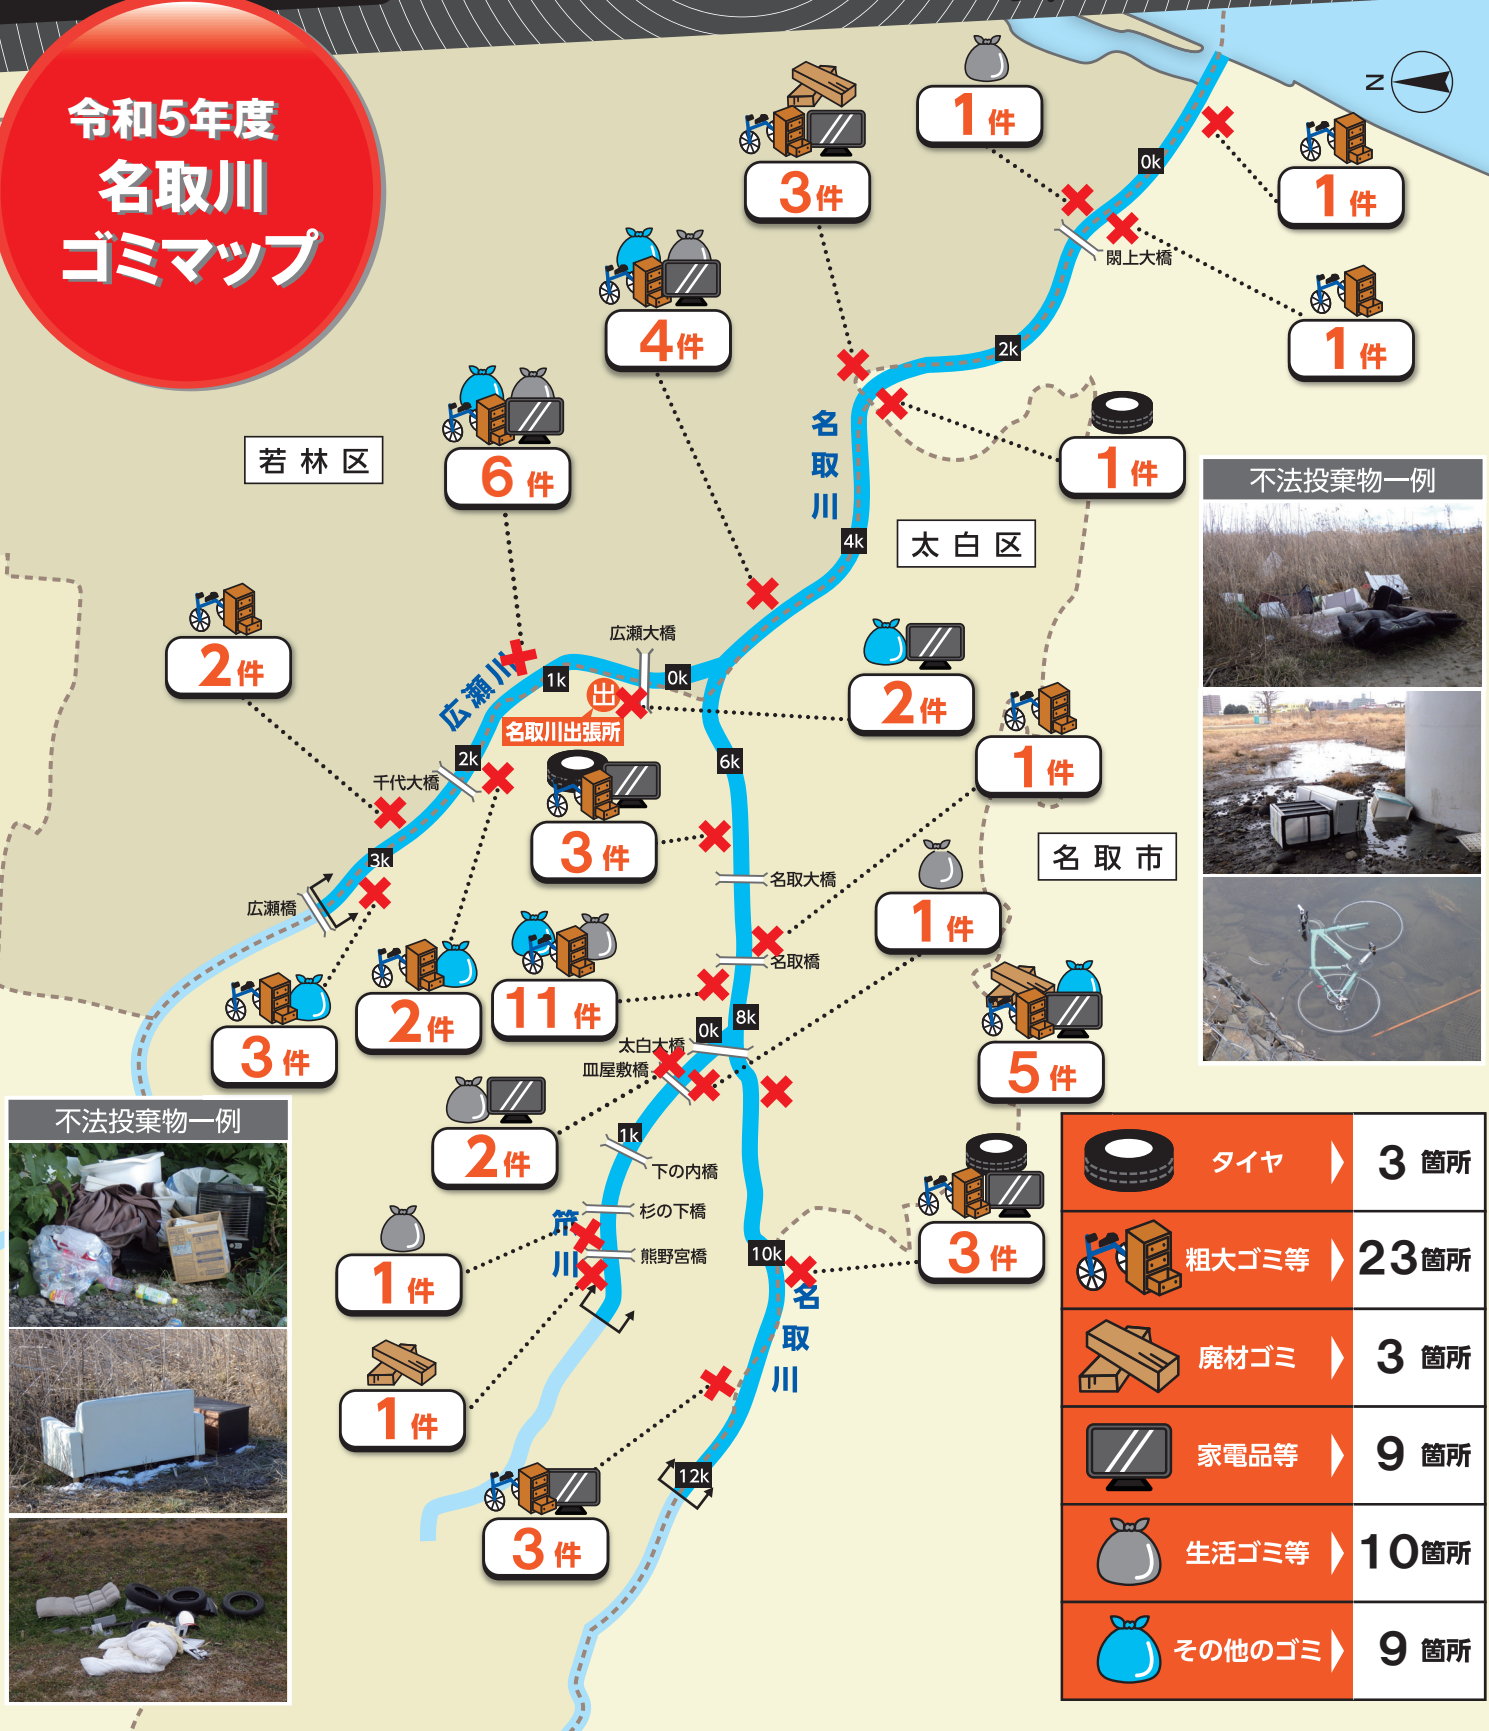 令和5年度
名取川
ゴミマップ
N
1件
3件
0k
1件
閖上大橋
4件
1件
2k
6件
名取川
1件
若林区
不法投棄物一例
4k
太白区
2件
広瀬大橋
広瀬川
1k
0k
出
2件
名取川出張所
2k
6k
1件
千代大橋
3件
3k
名取大橋
名取市
広瀬橋
1件
名取橋
11件
2件
3件
0k
8k
太白大橋
皿屋敷橋
5件
2件
1k
下の内橋
不法投棄物一例
杉の下橋
笊川
熊野宮橋
10k
3件
1件
名取川
1件
12k
3件
タイヤ 3箇所
粗大ゴミ等 23箇所
廃材ゴミ 3箇所
家電品等 9箇所
生活ゴミ等 10箇所
その他のゴミ 9箇所